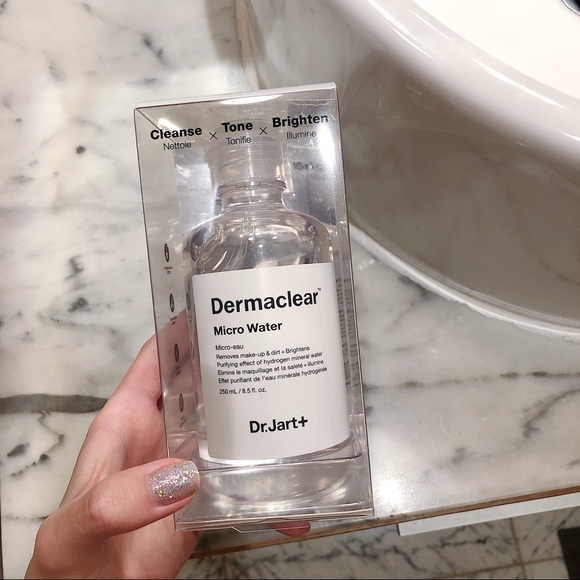 Cleanse × Tone × Brighten
Nettoie Tonifie Illumine
Dermaclear™
Micro Water
Micro-eau
Removes make-up & dirt + Brightens
Purifying effect of hydrogen mineral water
Élimine le maquillage et la saleté + illumine
Effet purifiant de l'eau minérale hydrogénée
250 mL / 8.5 fl. oz.
Dr.Jart+